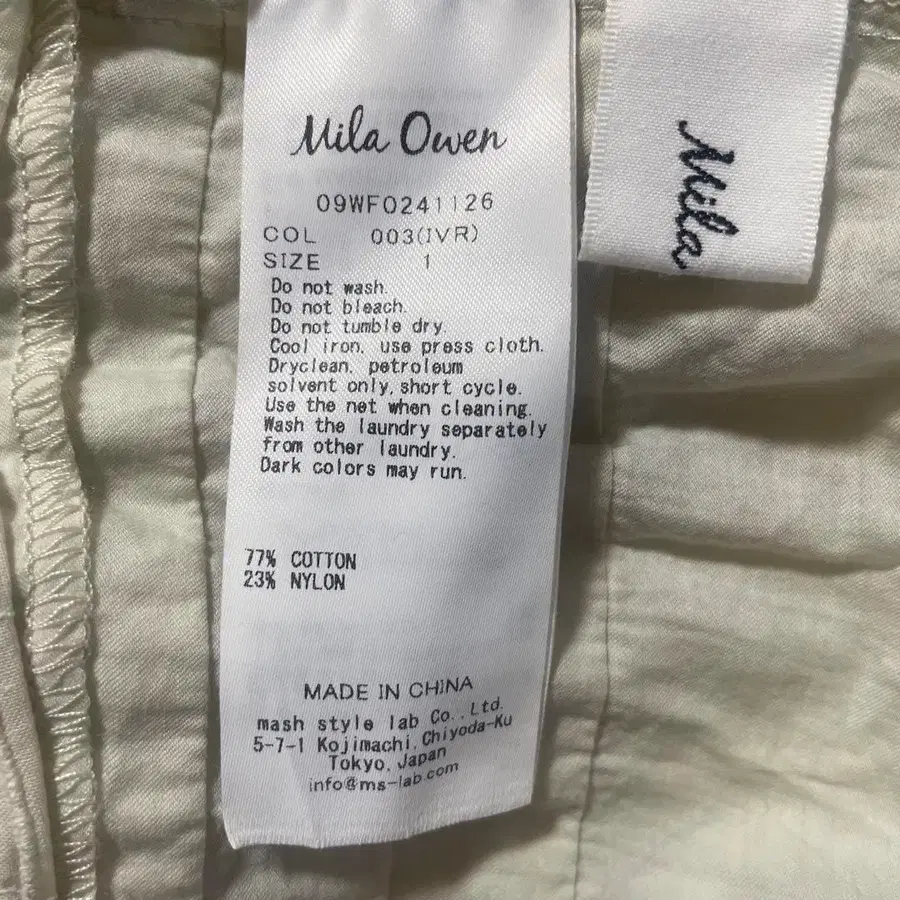 Mila Owen
09WF0241126
COL 003(IVR)
SIZE 1
Do not wash.
Do not bleach.
Do not tumble dry.
Cool iron, use press cloth.
Dryclean, petroleum
solvent only, short cycle.
Use the net when cleaning.
Wash the laundry separately
from other laundry.
Dark colors may run.
77% COTTON
23% NYLON
MADE IN CHINA
mash style lab Co., Ltd.
5-7-1 Kojimachi, Chiyoda-Ku
Tokyo, Japan
info@ms-lab.com
Mila